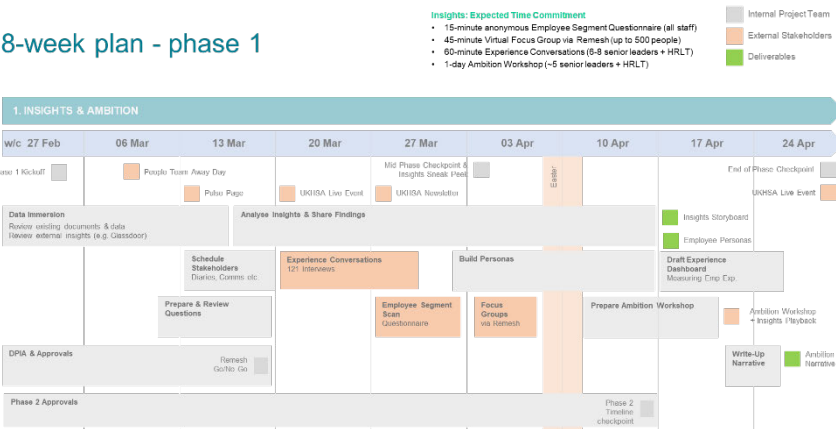 8-week plan - phase 1
Insights: Expected Time Commitment
• 15-minute anonymous Employee Segment Questionnaire (all staff)
• 45-minute Virtual Focus Group via Remesh (up to 500 people)
• 60-minute Experience Conversations (6-8 senior leaders + HRLT)
• 1-day Ambition Workshop (~5 senior leaders + HRLT)
Internal Project Team
External Stakeholders
Deliverables
1. INSIGHTS & AMBITION
w/c 27 Feb
06 Mar
13 Mar
20 Mar
27 Mar
03 Apr
10 Apr
17 Apr
24 Apr
ase 1 Kickoff
People Team Away Day
Mid Phase Checkpoint &
Insights Sneak Peek
Easter
End of Phase Checkpoint
Pulse Page
UKHSA Live Event
UKHSA Newsletter
UKHSA Live Event
Data Immersion
Review existing documents & data
Review external insights (e.g. Glassdoor)
Analyse Insights & Share Findings
Insights Storyboard
Employee Personas
Schedule
Stakeholders
Diaries, Comms etc.
Experience Conversations
121 Interviews
Build Personas
Draft Experience
Dashboard
Measuring Emp Exp.
Prepare & Review
Questions
Employee Segment
Scan
Questionnaire
Focus
Groups
via Remesh
Prepare Ambition Workshop
Ambition Workshop
+ Insights Playback
DPIA & Approvals
Remesh
Go/No Go
Write-Up
Narrative
Ambition
Narrative
Phase 2 Approvals
Phase 2
Timeline
checkpoint